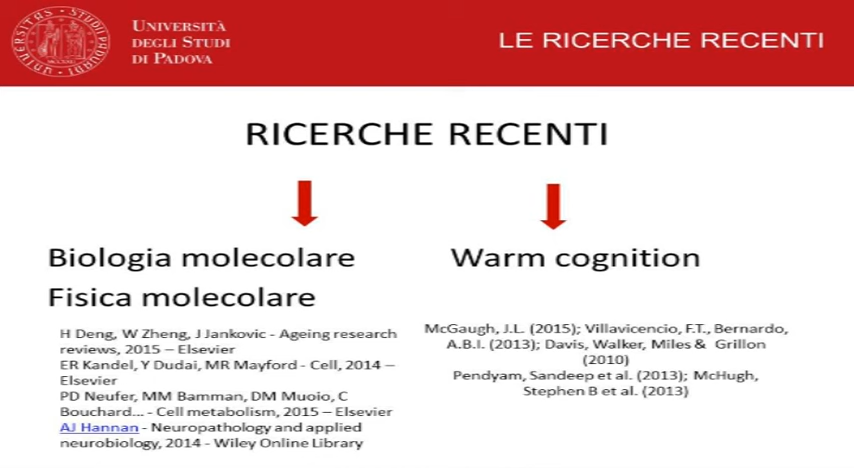 UNIVERSITÀ
DEGLI STUDI
DI PADOVA
LE RICERCHE RECENTI
RICERCHE RECENTI
Biologia molecolare
Fisica molecolare
H Deng, W Zheng, J Jankovic - Ageing research
reviews, 2015 – Elsevier
ER Kandel, Y Dudai, MR Mayford - Cell, 2014 –
Elsevier
PD Neufer, MM Bamman, DM Muoio, C
Bouchard... - Cell metabolism, 2015 – Elsevier
AJ Hannan - Neuropathology and applied
neurobiology, 2014 - Wiley Online Library
Warm cognition
McGaugh, J.L. (2015); Villavicencio, F.T., Bernardo,
A.B.I. (2013); Davis, Walker, Miles & Grillon
(2010)
Pendyam, Sandeep et al. (2013); McHugh,
Stephen B et al. (2013)